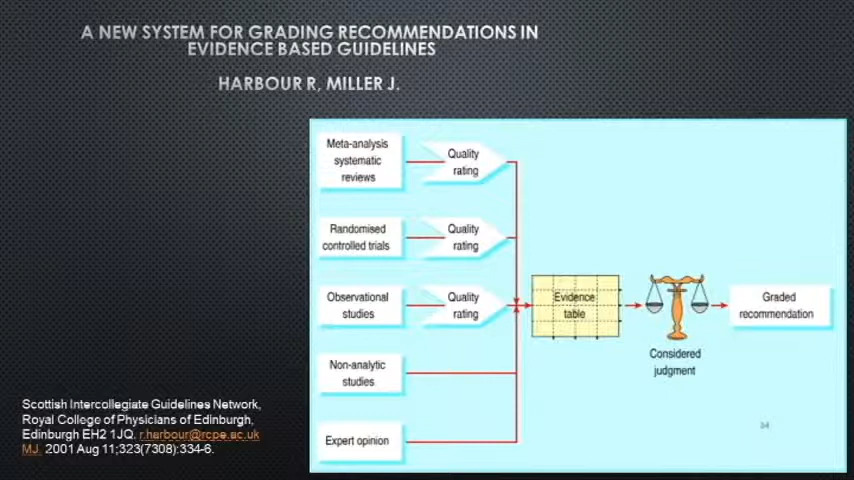 A NEW SYSTEM FOR GRADING RECOMMENDATIONS IN
EVIDENCE BASED GUIDELINES
HARBOUR R, MILLER J.
Meta-analysis
systematic
reviews
Quality
rating
Randomised
controlled trials
Quality
rating
Observational
studies
Quality
rating
Evidence
table
Graded
recommendation
Considered
judgment
Non-analytic
studies
Expert opinion
Scottish Intercollegiate Guidelines Network,
Royal College of Physicians of Edinburgh,
Edinburgh EH2 1JQ. r.harbour@rcpe.ac.uk
MJ. 2001 Aug 11;323(7308):334-6.